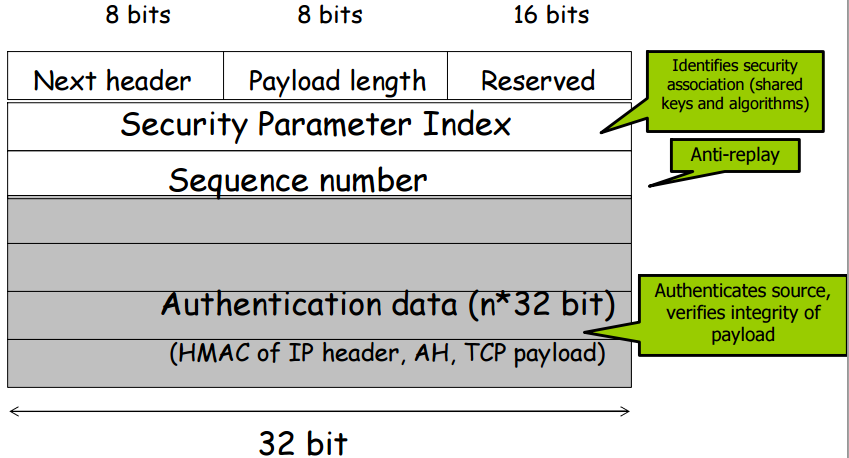 8 bits 8 bits 16 bits
Next header Payload length Reserved
Identifies security
association (shared
keys and algorithms)
Security Parameter Index
Anti-replay
Sequence number
Authentication data (n*32 bit)
(HMAC of IP header, AH, TCP payload)
Authenticates source,
verifies integrity of
payload
32 bit